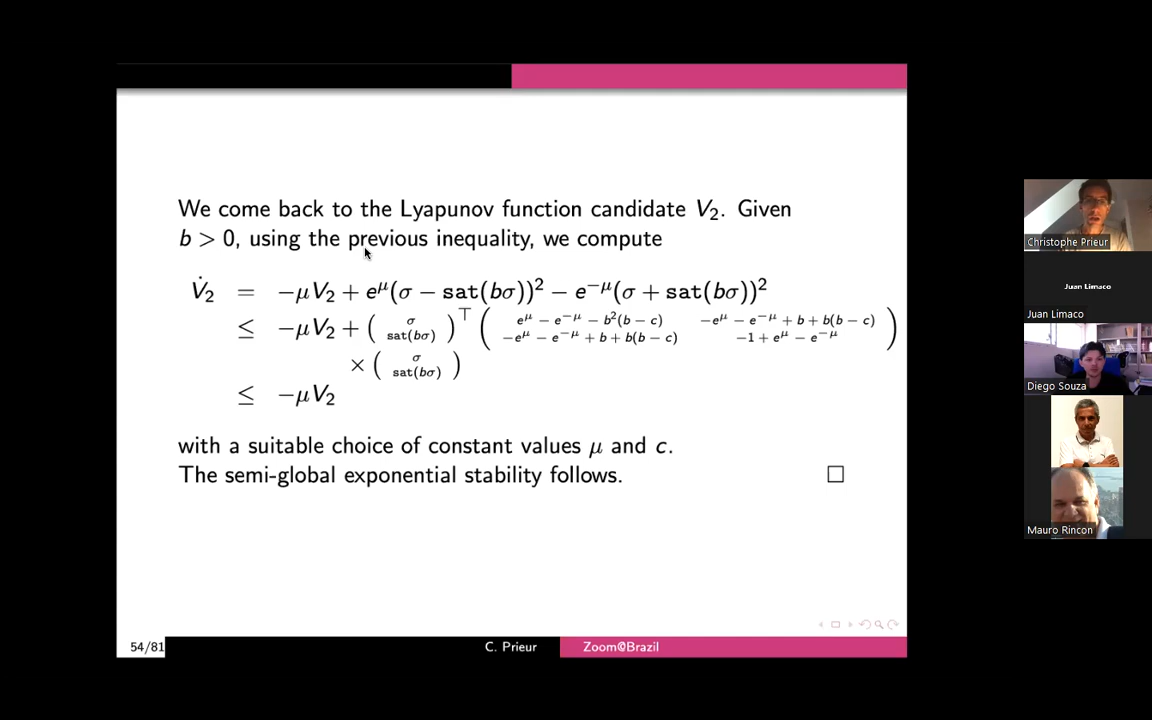 We come back to the Lyapunov function candidate V₂. Given
b > 0, using the previous inequality, we compute
V̇₂ = −μV₂ + e^μ(σ − sat(bσ))² − e^{−μ}(σ + sat(bσ))²
≤ −μV₂ + ( σ sat(bσ) )^⊤ ( e^μ − e^{−μ} − b²(b − c) −e^μ − e^{−μ} + b + b(b − c)
−e^μ − e^{−μ} + b + b(b − c) −1 + e^μ − e^{−μ} )
× ( σ sat(bσ) )
≤ −μV₂
with a suitable choice of constant values μ and c.
The semi-global exponential stability follows. □
54/81 C. Prieur Zoom@Brazil
Christophe Prieur
Juan Limaco
Juan Limaco
Diego Souza
Mauro Rincon